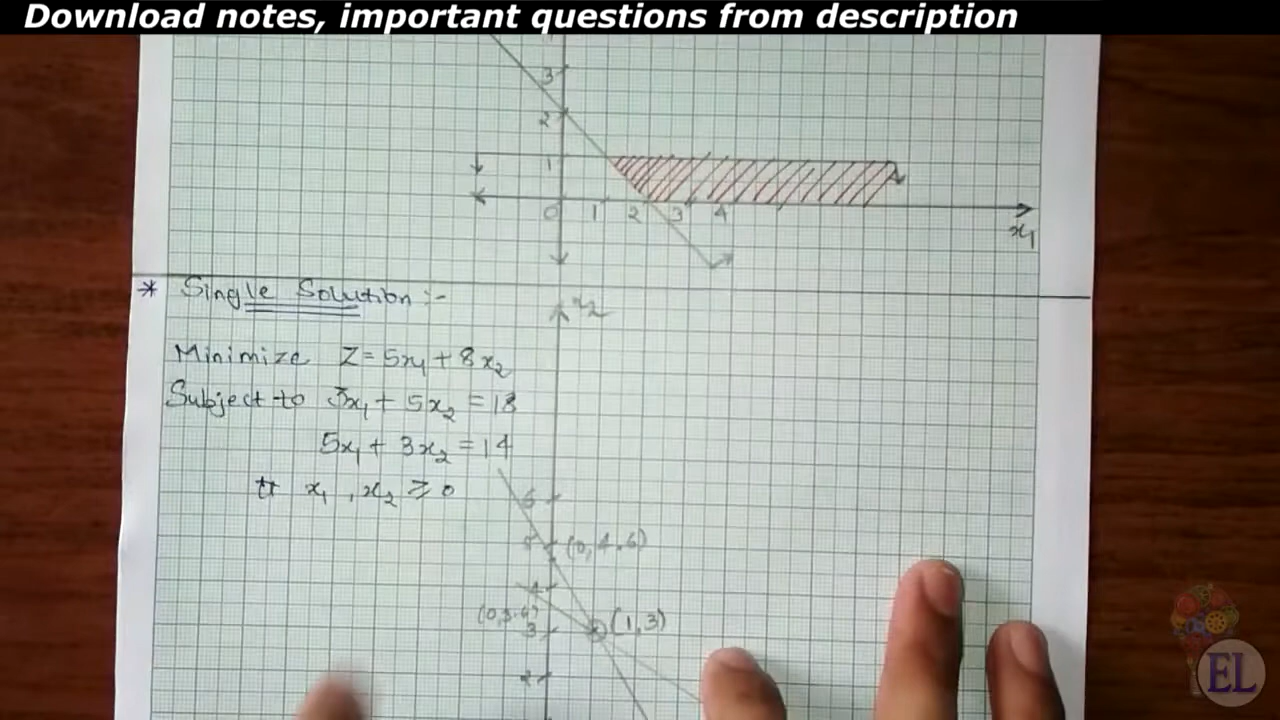 Download notes, important questions from description
3
2
1
0 1 2 3 4
x₁
* Single Solution :-
x₂
Minimize Z = 5x₁ + 8x₂
Subject to 3x₁ + 5x₂ = 18
5x₁ + 3x₂ = 14
x₁ , x₂ ≥ 0
6
5 (0, 4.6)
4
(0,3.6)
3 (1,3)
2
EL